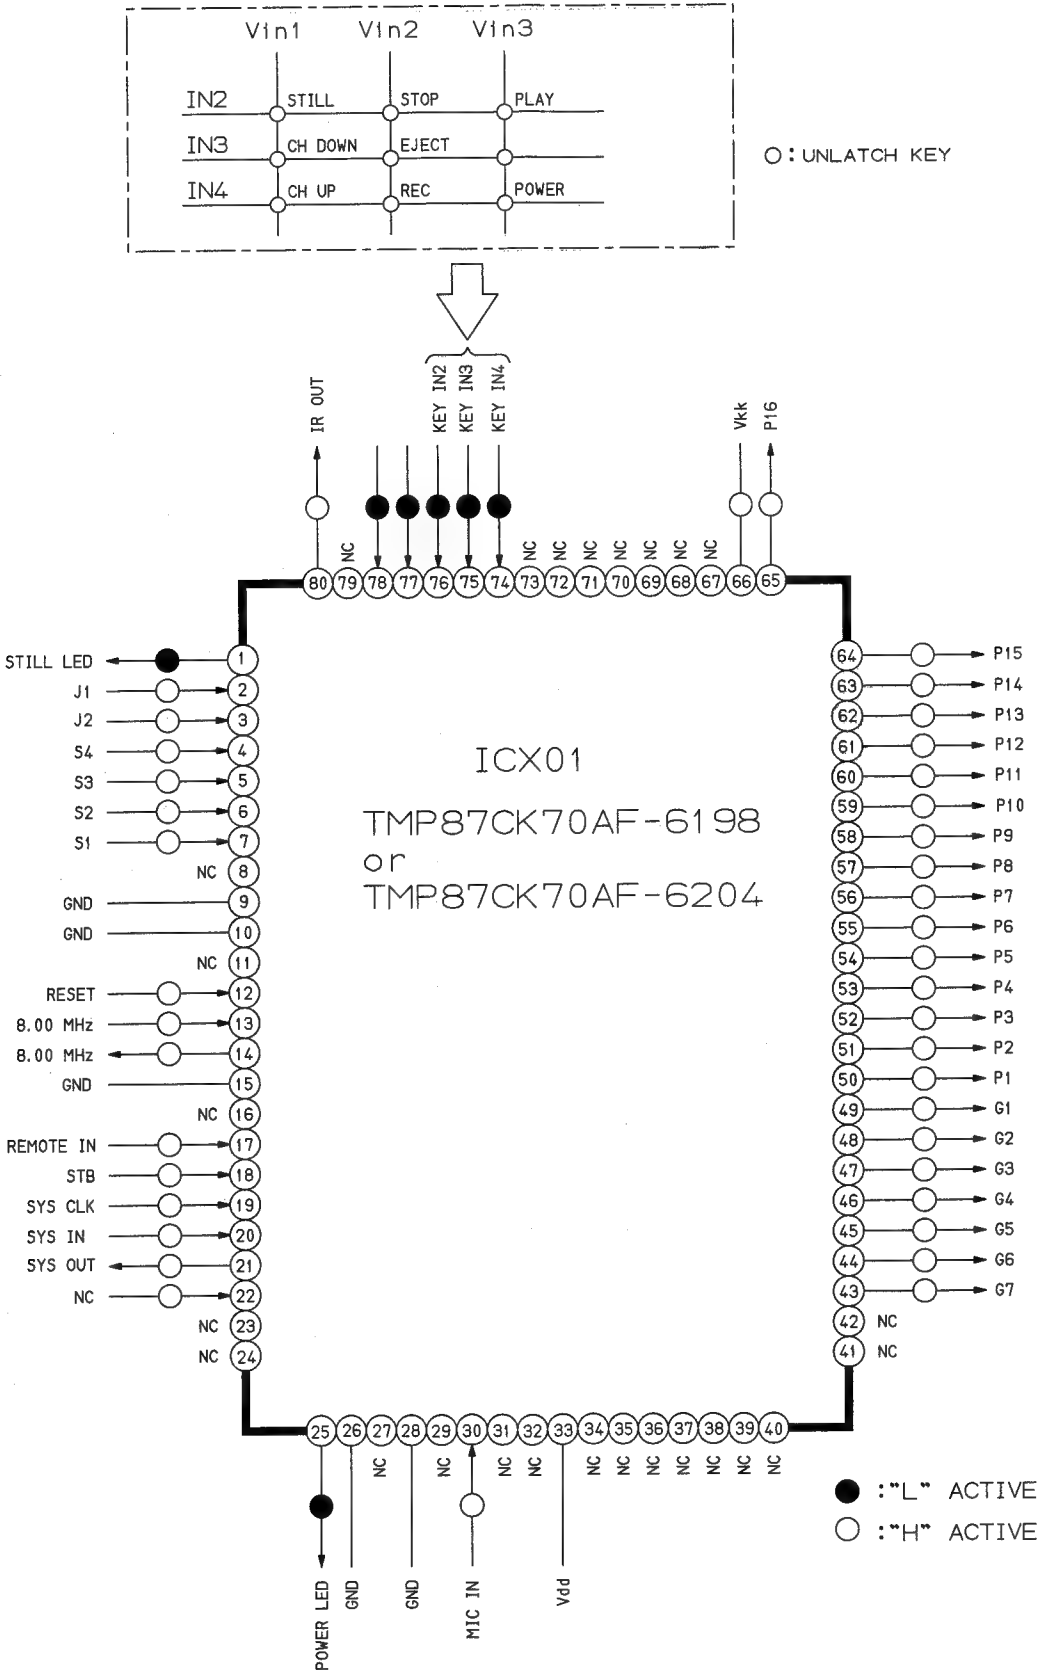 Vin1 Vin2 Vin3
IN2 STILL STOP PLAY
IN3 CH DOWN EJECT
IN4 CH UP REC POWER
○ : UNLATCH KEY
IR OUT
KEY IN2
KEY IN3
KEY IN4
Vkk
P16
NC
NC
NC
NC
NC
NC
NC
NC
80 79 78 77 76 75 74 73 72 71 70 69 68 67 66 65
STILL LED 1
J1 2
J2 3
S4 4
S3 5
S2 6
S1 7
NC 8
GND 9
GND 10
NC 11
RESET 12
8.00 MHz 13
8.00 MHz 14
GND 15
NC 16
REMOTE IN 17
STB 18
SYS CLK 19
SYS IN 20
SYS OUT 21
NC 22
NC 23
NC 24
ICX01
TMP87CK70AF-6198
or
TMP87CK70AF-6204
64 P15
63 P14
62 P13
61 P12
60 P11
59 P10
58 P9
57 P8
56 P7
55 P6
54 P5
53 P4
52 P3
51 P2
50 P1
49 G1
48 G2
47 G3
46 G4
45 G5
44 G6
43 G7
42 NC
41 NC
25 26 27 28 29 30 31 32 33 34 35 36 37 38 39 40
POWER LED
GND
NC
GND
NC
MIC IN
NC
NC
Vdd
NC
NC
NC
NC
NC
NC
NC
● :"L" ACTIVE
○ :"H" ACTIVE